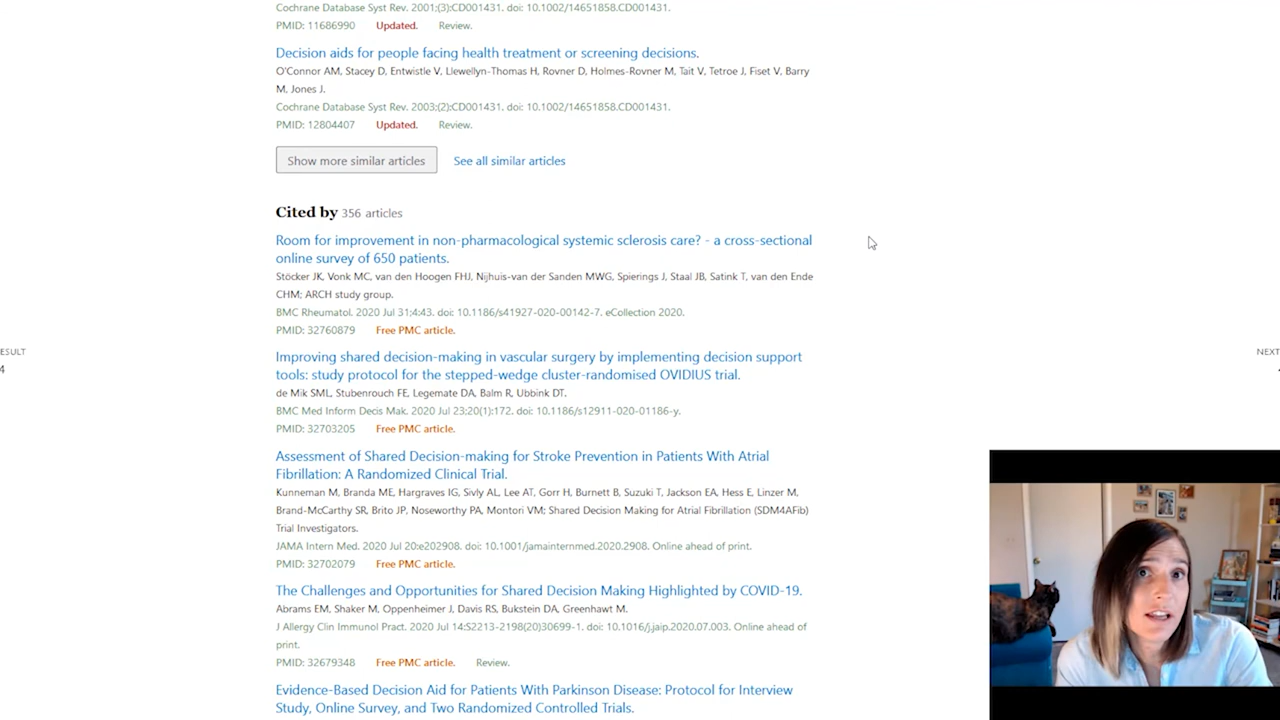 Cochrane Database Syst Rev. 2001;(3):CD001431. doi: 10.1002/14651858.CD001431.
PMID: 11686990 Updated. Review.
Decision aids for people facing health treatment or screening decisions.
O'Connor AM, Stacey D, Entwistle V, Llewellyn-Thomas H, Rovner D, Holmes-Rovner M, Tait V, Tetroe J, Fiset V, Barry
M, Jones J.
Cochrane Database Syst Rev. 2003;(2):CD001431. doi: 10.1002/14651858.CD001431.
PMID: 12804407 Updated. Review.
Show more similar articles See all similar articles
Cited by 356 articles
Room for improvement in non-pharmacological systemic sclerosis care? - a cross-sectional
online survey of 650 patients.
Stöcker JK, Vonk MC, van den Hoogen FHJ, Nijhuis-van der Sanden MWG, Spierings J, Staal JB, Satink T, van den Ende
CHM; ARCH study group.
BMC Rheumatol. 2020 Jul 31;4:43. doi: 10.1186/s41927-020-00142-7. eCollection 2020.
PMID: 32760879 Free PMC article.
ESULT
4
NEXT
Improving shared decision-making in vascular surgery by implementing decision support
tools: study protocol for the stepped-wedge cluster-randomised OVIDIUS trial.
de Mik SML, Stubenrouch FE, Legemate DA, Balm R, Ubbink DT.
BMC Med Inform Decis Mak. 2020 Jul 23;20(1):172. doi: 10.1186/s12911-020-01186-y.
PMID: 32703205 Free PMC article.
Assessment of Shared Decision-making for Stroke Prevention in Patients With Atrial
Fibrillation: A Randomized Clinical Trial.
Kunneman M, Branda ME, Hargraves IG, Sivly AL, Lee AT, Gorr H, Burnett B, Suzuki T, Jackson EA, Hess E, Linzer M,
Brand-McCarthy SR, Brito JP, Noseworthy PA, Montori VM; Shared Decision Making for Atrial Fibrillation (SDM4AFib)
Trial Investigators.
JAMA Intern Med. 2020 Jul 20:e202908. doi: 10.1001/jamainternmed.2020.2908. Online ahead of print.
PMID: 32702079 Free PMC article.
The Challenges and Opportunities for Shared Decision Making Highlighted by COVID-19.
Abrams EM, Shaker M, Oppenheimer J, Davis RS, Bukstein DA, Greenhawt M.
J Allergy Clin Immunol Pract. 2020 Jul 14:S2213-2198(20)30699-1. doi: 10.1016/j.jaip.2020.07.003. Online ahead of
print.
PMID: 32679348 Free PMC article. Review.
Evidence-Based Decision Aid for Patients With Parkinson Disease: Protocol for Interview
Study, Online Survey, and Two Randomized Controlled Trials.